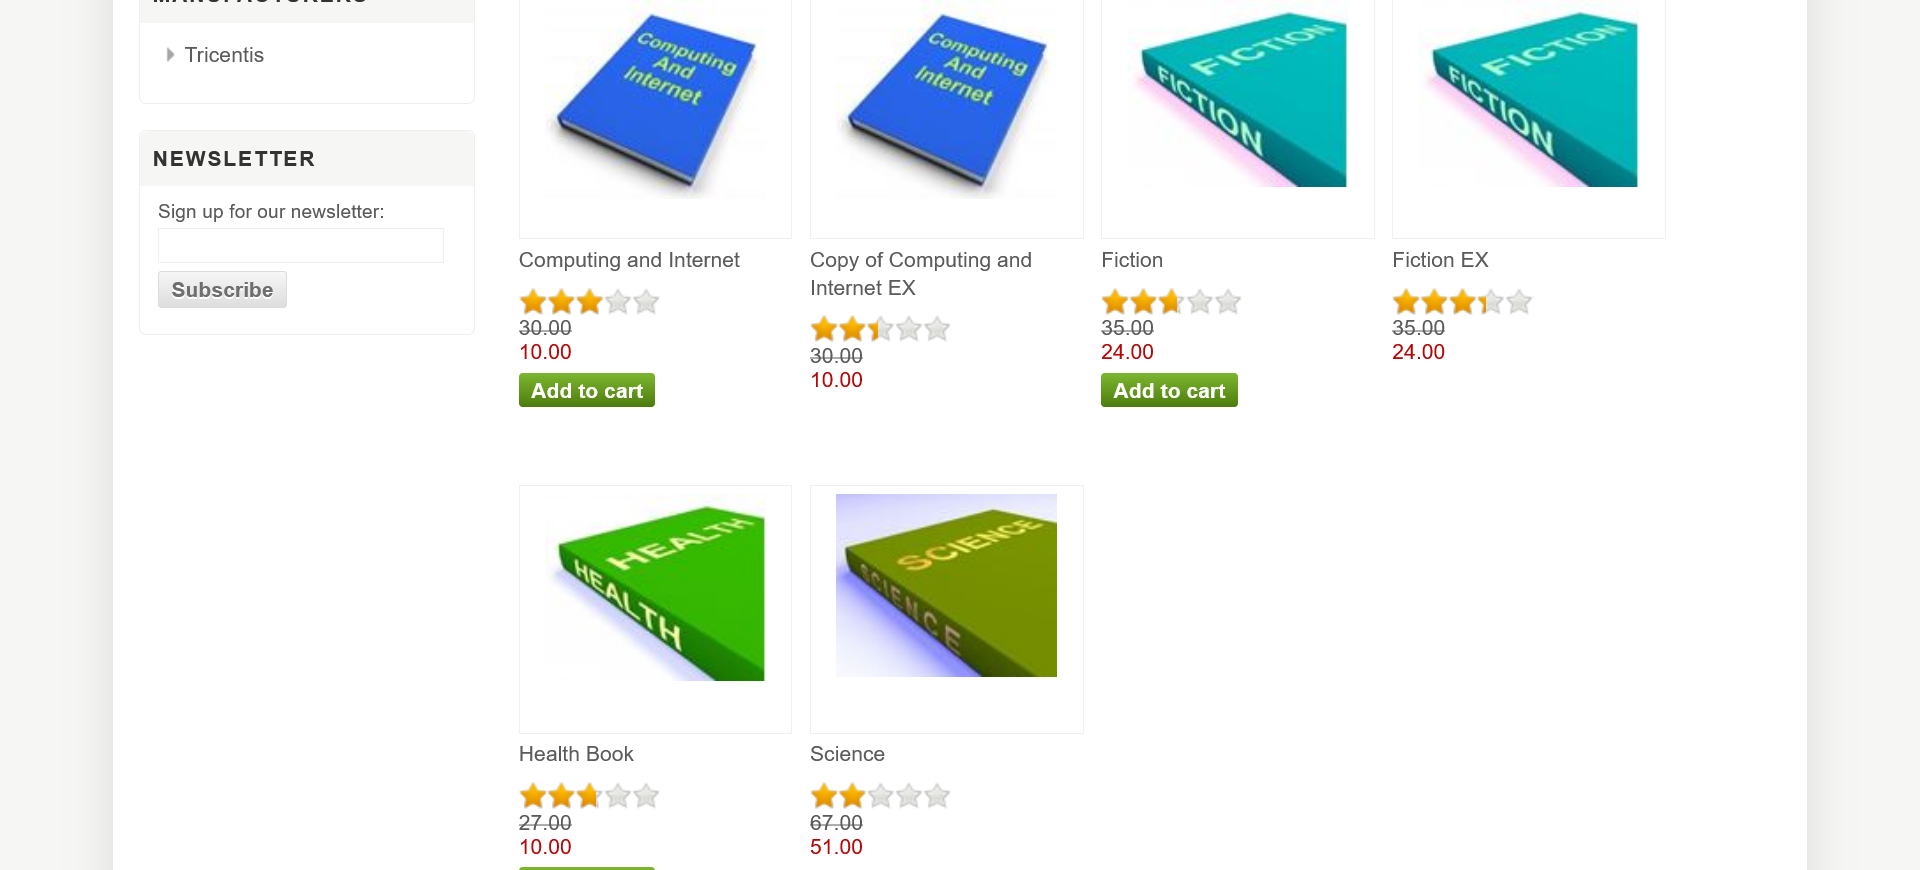 MANUFACTURERS
Tricentis
NEWSLETTER
Sign up for our newsletter:
Subscribe
Computing
And
Internet
Computing and Internet
30.00
10.00
Add to cart
Computing
And
Internet
Copy of Computing and
Internet EX
30.00
10.00
FICTION
FICTION
Fiction
35.00
24.00
Add to cart
FICTION
FICTION
Fiction EX
35.00
24.00
HEALTH
HEALTH
Health Book
27.00
10.00
SCIENCE
SCIENCE
Science
67.00
51.00